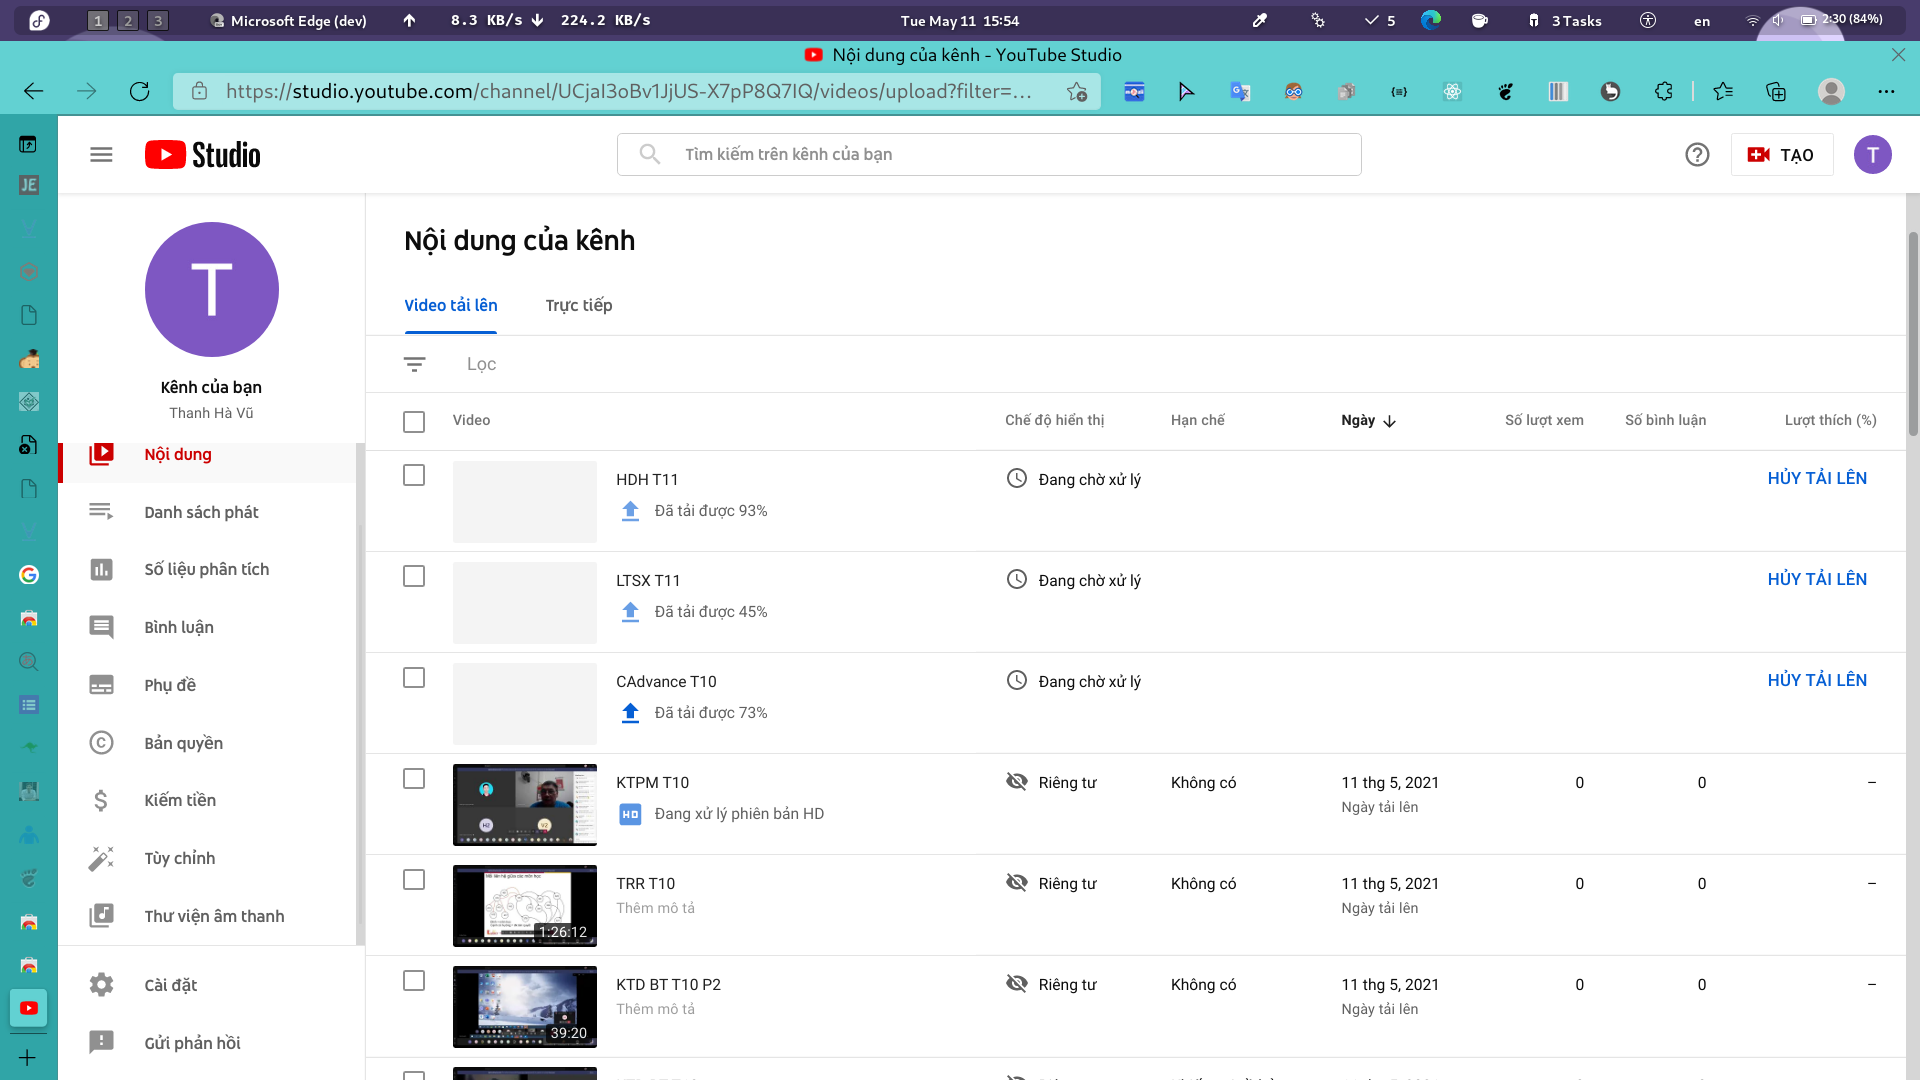 1 2 3 Microsoft Edge (dev) 8.3 KB/s 224.2 KB/s Tue May 11 15:54 5 3 Tasks en 2:30 (84%)
Nội dung của kênh - YouTube Studio
https://studio.youtube.com/channel/UCjaI3oBv1JjUS-X7pP8Q7IQ/videos/upload?filter=...
Studio
Tìm kiếm trên kênh của bạn
TẠO
T
T
Kênh của bạn
Thanh Hà Vũ
Nội dung
Danh sách phát
Số liệu phân tích
Bình luận
Phụ đề
Bản quyền
Kiếm tiền
Tùy chỉnh
Thư viện âm thanh
Cài đặt
Gửi phản hồi
Nội dung của kênh
Video tải lên Trực tiếp
Lọc
Video Chế độ hiển thị Hạn chế Ngày Số lượt xem Số bình luận Lượt thích (%)
HDH T11 Đang chờ xử lý HỦY TẢI LÊN
Đã tải được 93%
LTSX T11 Đang chờ xử lý HỦY TẢI LÊN
Đã tải được 45%
CAdvance T10 Đang chờ xử lý HỦY TẢI LÊN
Đã tải được 73%
KTPM T10 Riêng tư Không có 11 thg 5, 2021 0 0 –
HD Đang xử lý phiên bản HD Ngày tải lên
TRR T10 Riêng tư Không có 11 thg 5, 2021 0 0 –
Thêm mô tả Ngày tải lên
1:26:12
KTD BT T10 P2 Riêng tư Không có 11 thg 5, 2021 0 0 –
Thêm mô tả Ngày tải lên
39:20